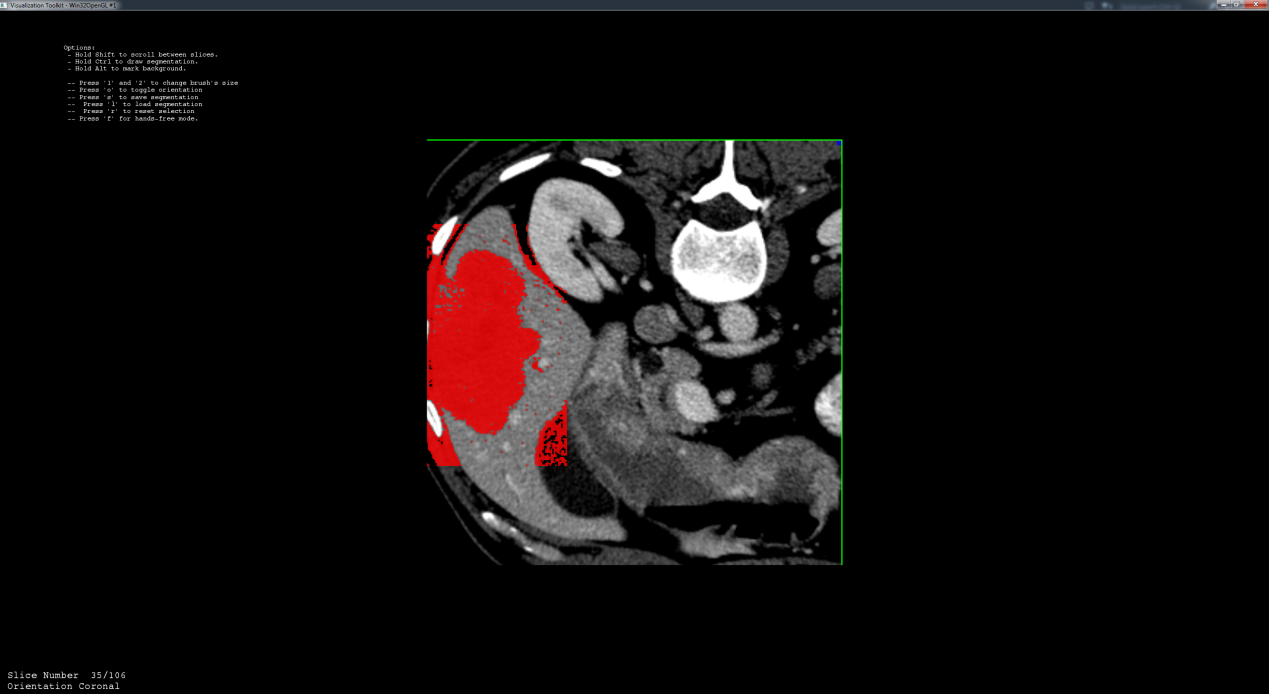 Visualization Toolkit - Win32OpenGL #1
Options:
- Hold Shift to scroll between slices.
- Hold Ctrl to draw segmentation.
- Hold Alt to mark background.
-- Press '1' and '2' to change brush's size
-- Press 'o' to toggle orientation
-- Press 's' to save segmentation
-- Press 'l' to load segmentation
-- Press 'r' to reset selection
-- Press 'f' for hands-free mode.
Slice Number 35/106
Orientation Coronal